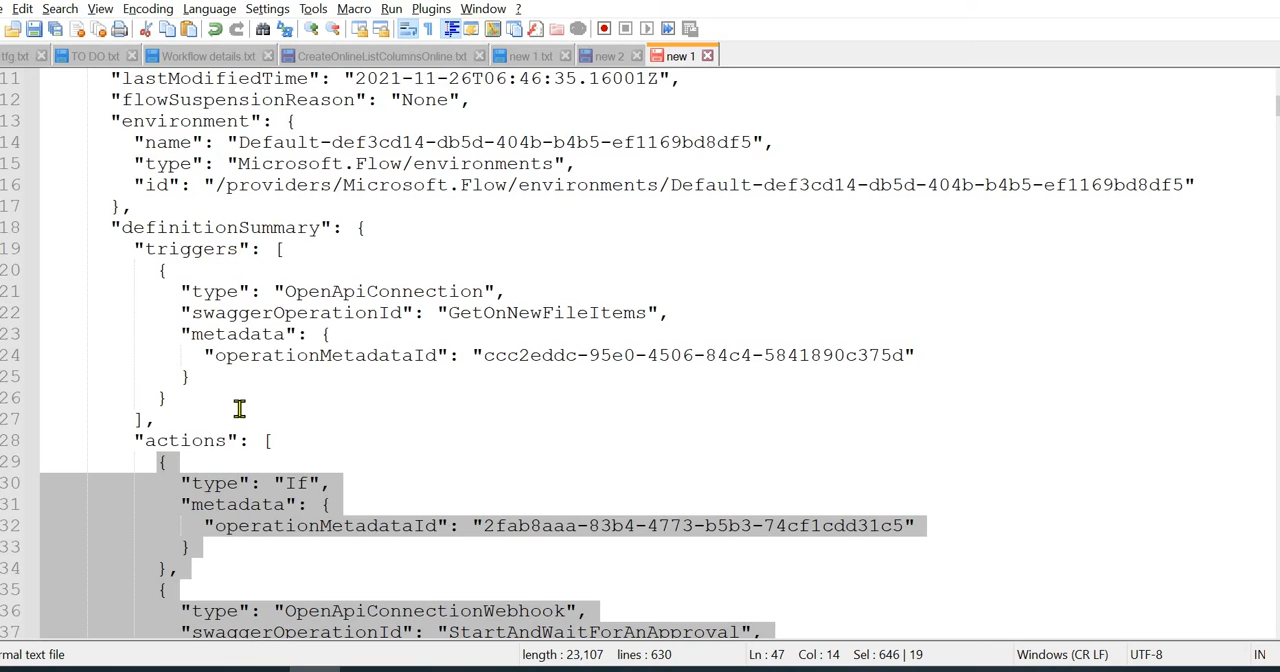 Edit Search View Encoding Language Settings Tools Macro Run Plugins Window ?
tfg.txt TO DO.txt Workflow details.txt CreateOnlineListColumnsOnline.txt new 1.txt new 2 new 1
11 "lastModifiedTime": "2021-11-26T06:46:35.16001Z",
12 "flowSuspensionReason": "None",
13 "environment": {
14 "name": "Default-def3cd14-db5d-404b-b4b5-ef1169bd8df5",
15 "type": "Microsoft.Flow/environments",
16 "id": "/providers/Microsoft.Flow/environments/Default-def3cd14-db5d-404b-b4b5-ef1169bd8df5"
17 },
18 "definitionSummary": {
19 "triggers": [
20 {
21 "type": "OpenApiConnection",
22 "swaggerOperationId": "GetOnNewFileItems",
23 "metadata": {
24 "operationMetadataId": "ccc2eddc-95e0-4506-84c4-5841890c375d"
25 }
26 }
27 ],
28 "actions": [
29 {
30 "type": "If",
31 "metadata": {
32 "operationMetadataId": "2fab8aaa-83b4-4773-b5b3-74cf1cdd31c5"
33 }
34 },
35 {
36 "type": "OpenApiConnectionWebhook",
37 "swaggerOperationId": "StartAndWaitForAnApproval",
rmal text file length : 23,107 lines : 630 Ln : 47 Col : 14 Sel : 646 | 19 Windows (CR LF) UTF-8 IN